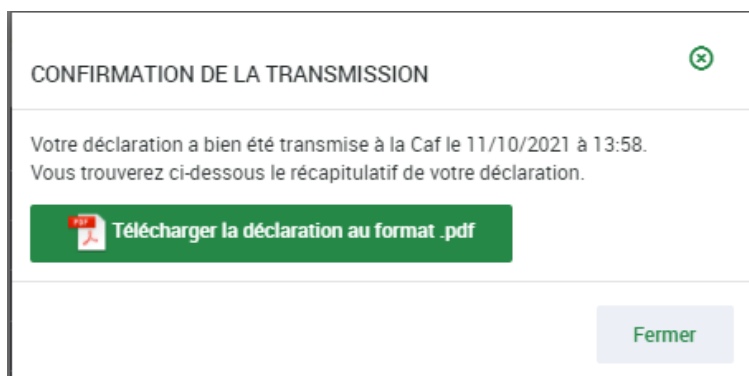 CONFIRMATION DE LA TRANSMISSION
Votre déclaration a bien été transmise à la Caf le 11/10/2021 à 13:58.
Vous trouverez ci-dessous le récapitulatif de votre déclaration.
PDF Télécharger la déclaration au format .pdf
Fermer